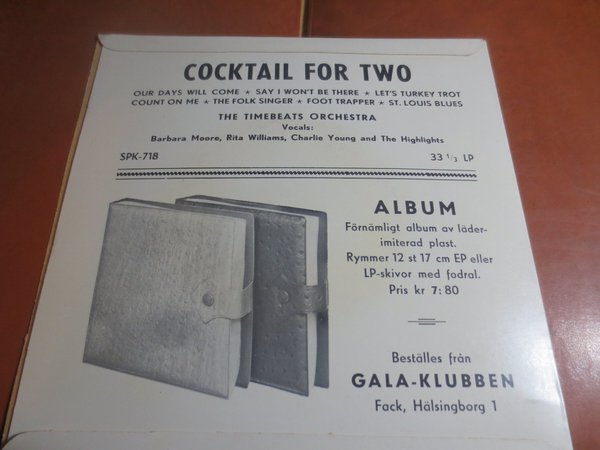 COCKTAIL FOR TWO
OUR DAYS WILL COME ★ SAY I WON'T BE THERE ★ LET'S TURKEY TROT
COUNT ON ME ★ THE FOLK SINGER ★ FOOT TRAPPER ★ ST. LOUIS BLUES
THE TIMEBEATS ORCHESTRA
Vocals:
Barbara Moore, Rita Williams, Charlie Young and The Highlights
SPK-718 33 1/3 LP
ALBUM
Förnämligt album av läder-
imiterad plast.
Rymmer 12 st 17 cm EP eller
LP-skivor med fodral.
Pris kr 7:80
Beställes från
GALA-KLUBBEN
Fack, Hälsingborg 1